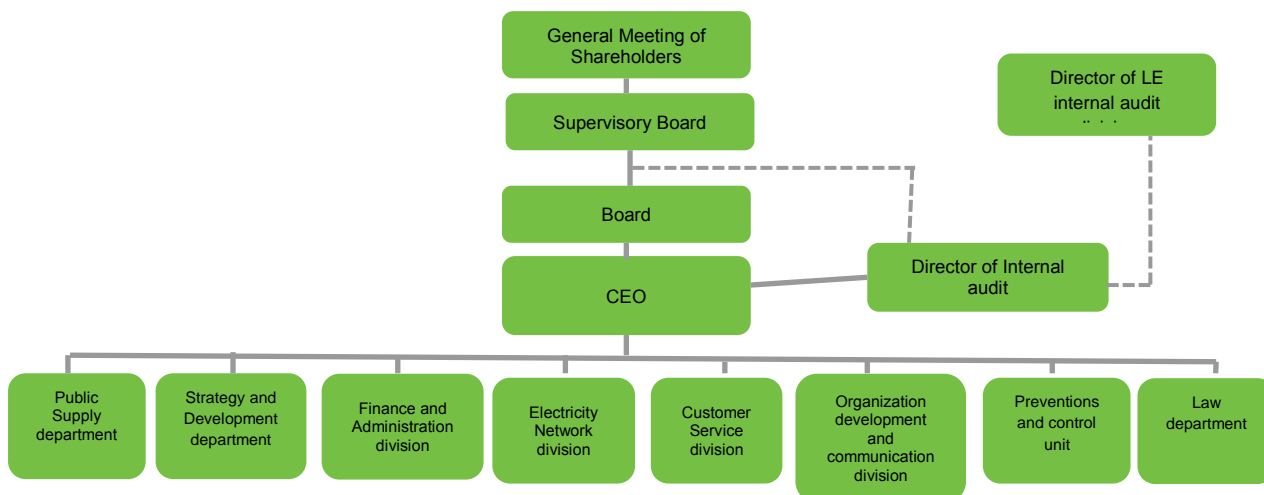 General Meeting of
Shareholders
Director of LE
internal audit
Supervisory Board
Board
Director of Internal
audit
CEO
Public
Supply
department
Strategy and
Development
department
Finance and
Administration
division
Electricity
Network
division
Customer
Service
division
Organization
development
and
communication
division
Preventions
and control
unit
Law
department